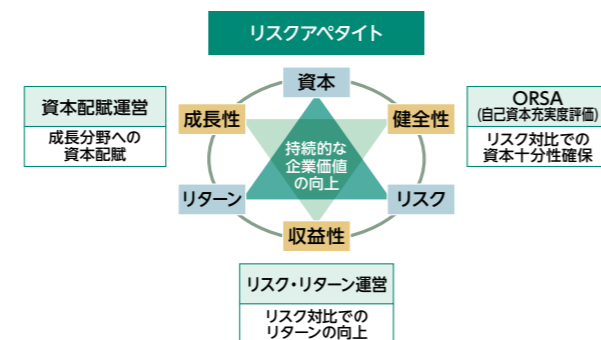 リスクアペタイト
資本
資本配賦運営
成長分野への
資本配賦
成長性
健全性
ORSA
(自己資本充実度評価)
リスク対比での
資本十分性確保
持続的な
企業価値
の向上
リターン
リスク
収益性
リスク・リターン運営
リスク対比での
リターンの向上